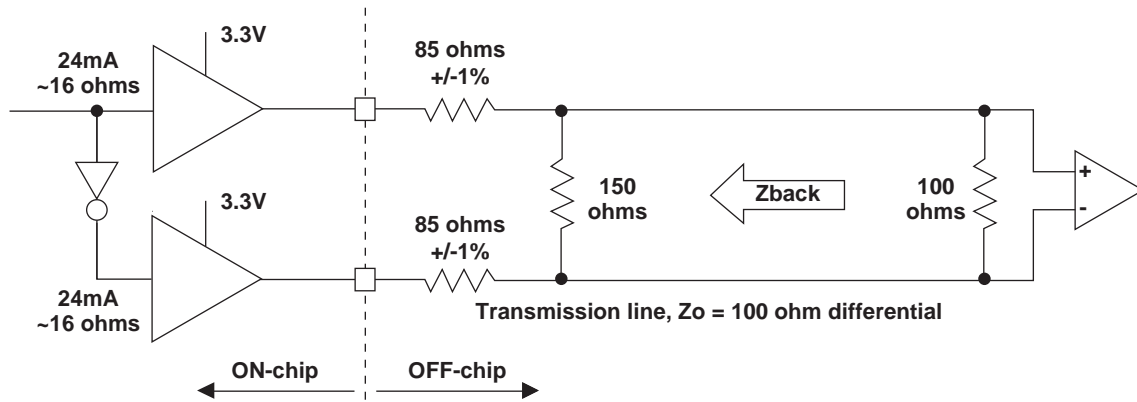 3.3V
24mA
~16 ohms
85 ohms
+/-1%
+
-
150
ohms
Zback
100
ohms
3.3V
85 ohms
+/-1%
24mA
~16 ohms
Transmission line, Zo = 100 ohm differential
ON-chip
OFF-chip